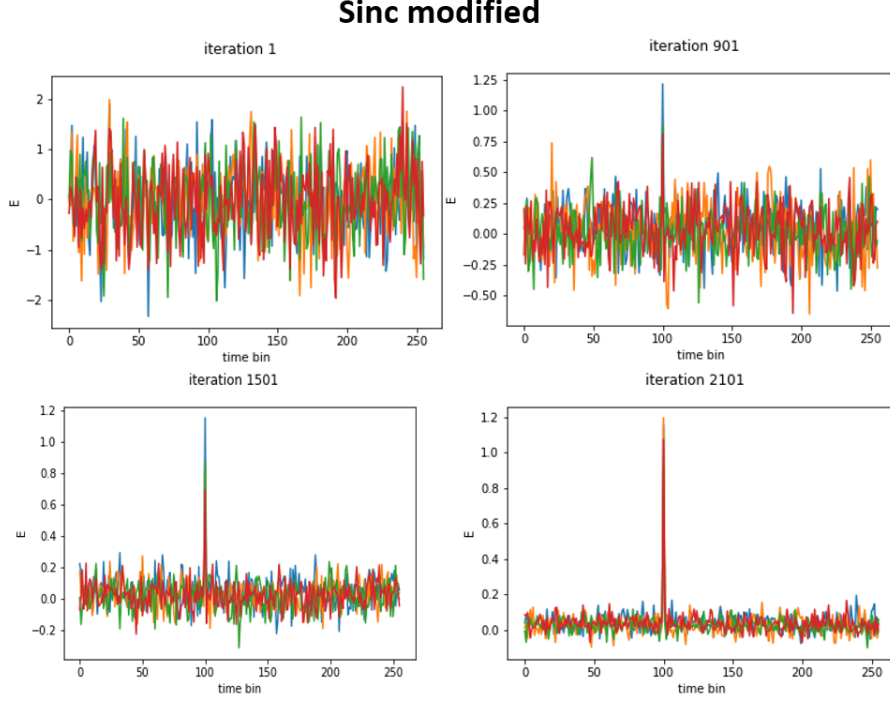 Sinc modified
iteration 1
2
1
0
−1
−2
E
0 50 100 150 200 250
time bin
iteration 901
1.25
1.00
0.75
0.50
0.25
0.00
−0.25
−0.50
E
0 50 100 150 200 250
time bin
iteration 1501
1.2
1.0
0.8
0.6
0.4
0.2
0.0
−0.2
E
0 50 100 150 200 250
time bin
iteration 2101
1.2
1.0
0.8
0.6
0.4
0.2
0.0
E
0 50 100 150 200 250
time bin